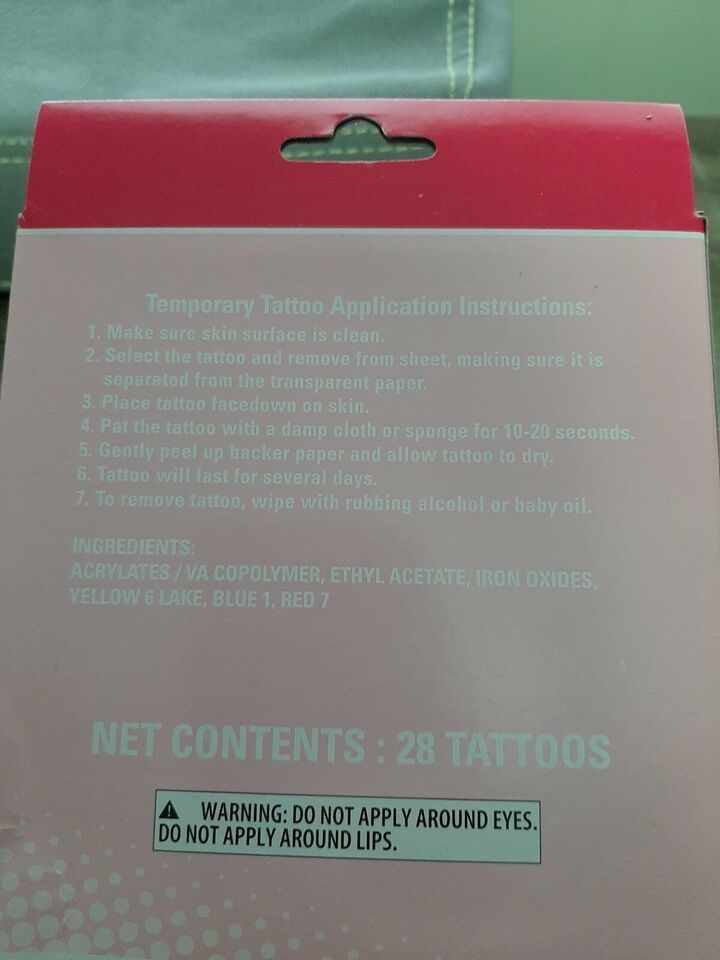 Temporary Tattoo Application Instructions:
1. Make sure skin surface is clean.
2. Select the tattoo and remove from sheet, making sure it is
separated from the transparent paper.
3. Place tattoo facedown on skin.
4. Pat the tattoo with a damp cloth or sponge for 10-20 seconds.
5. Gently peel up backer paper and allow tattoo to dry.
6. Tattoo will last for several days.
7. To remove tattoo, wipe with rubbing alcohol or baby oil.
INGREDIENTS:
ACRYLATES / VA COPOLYMER, ETHYL ACETATE, IRON OXIDES,
YELLOW 6 LAKE, BLUE 1, RED 7
NET CONTENTS : 28 TATTOOS
WARNING: DO NOT APPLY AROUND EYES.
DO NOT APPLY AROUND LIPS.